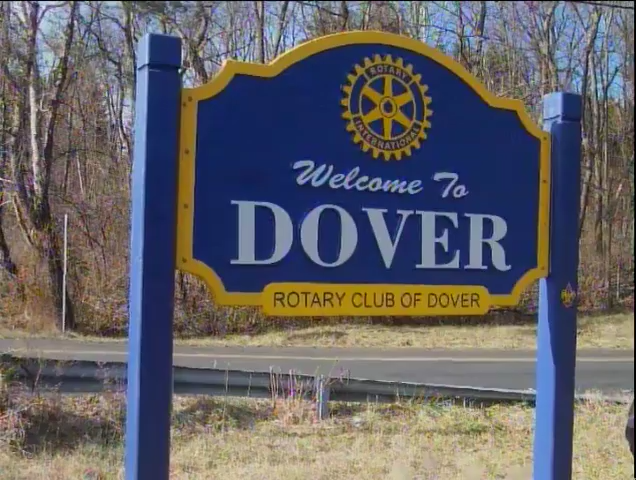 ROTARY
INTERNATIONAL
Welcome To
DOVER
ROTARY CLUB OF DOVER